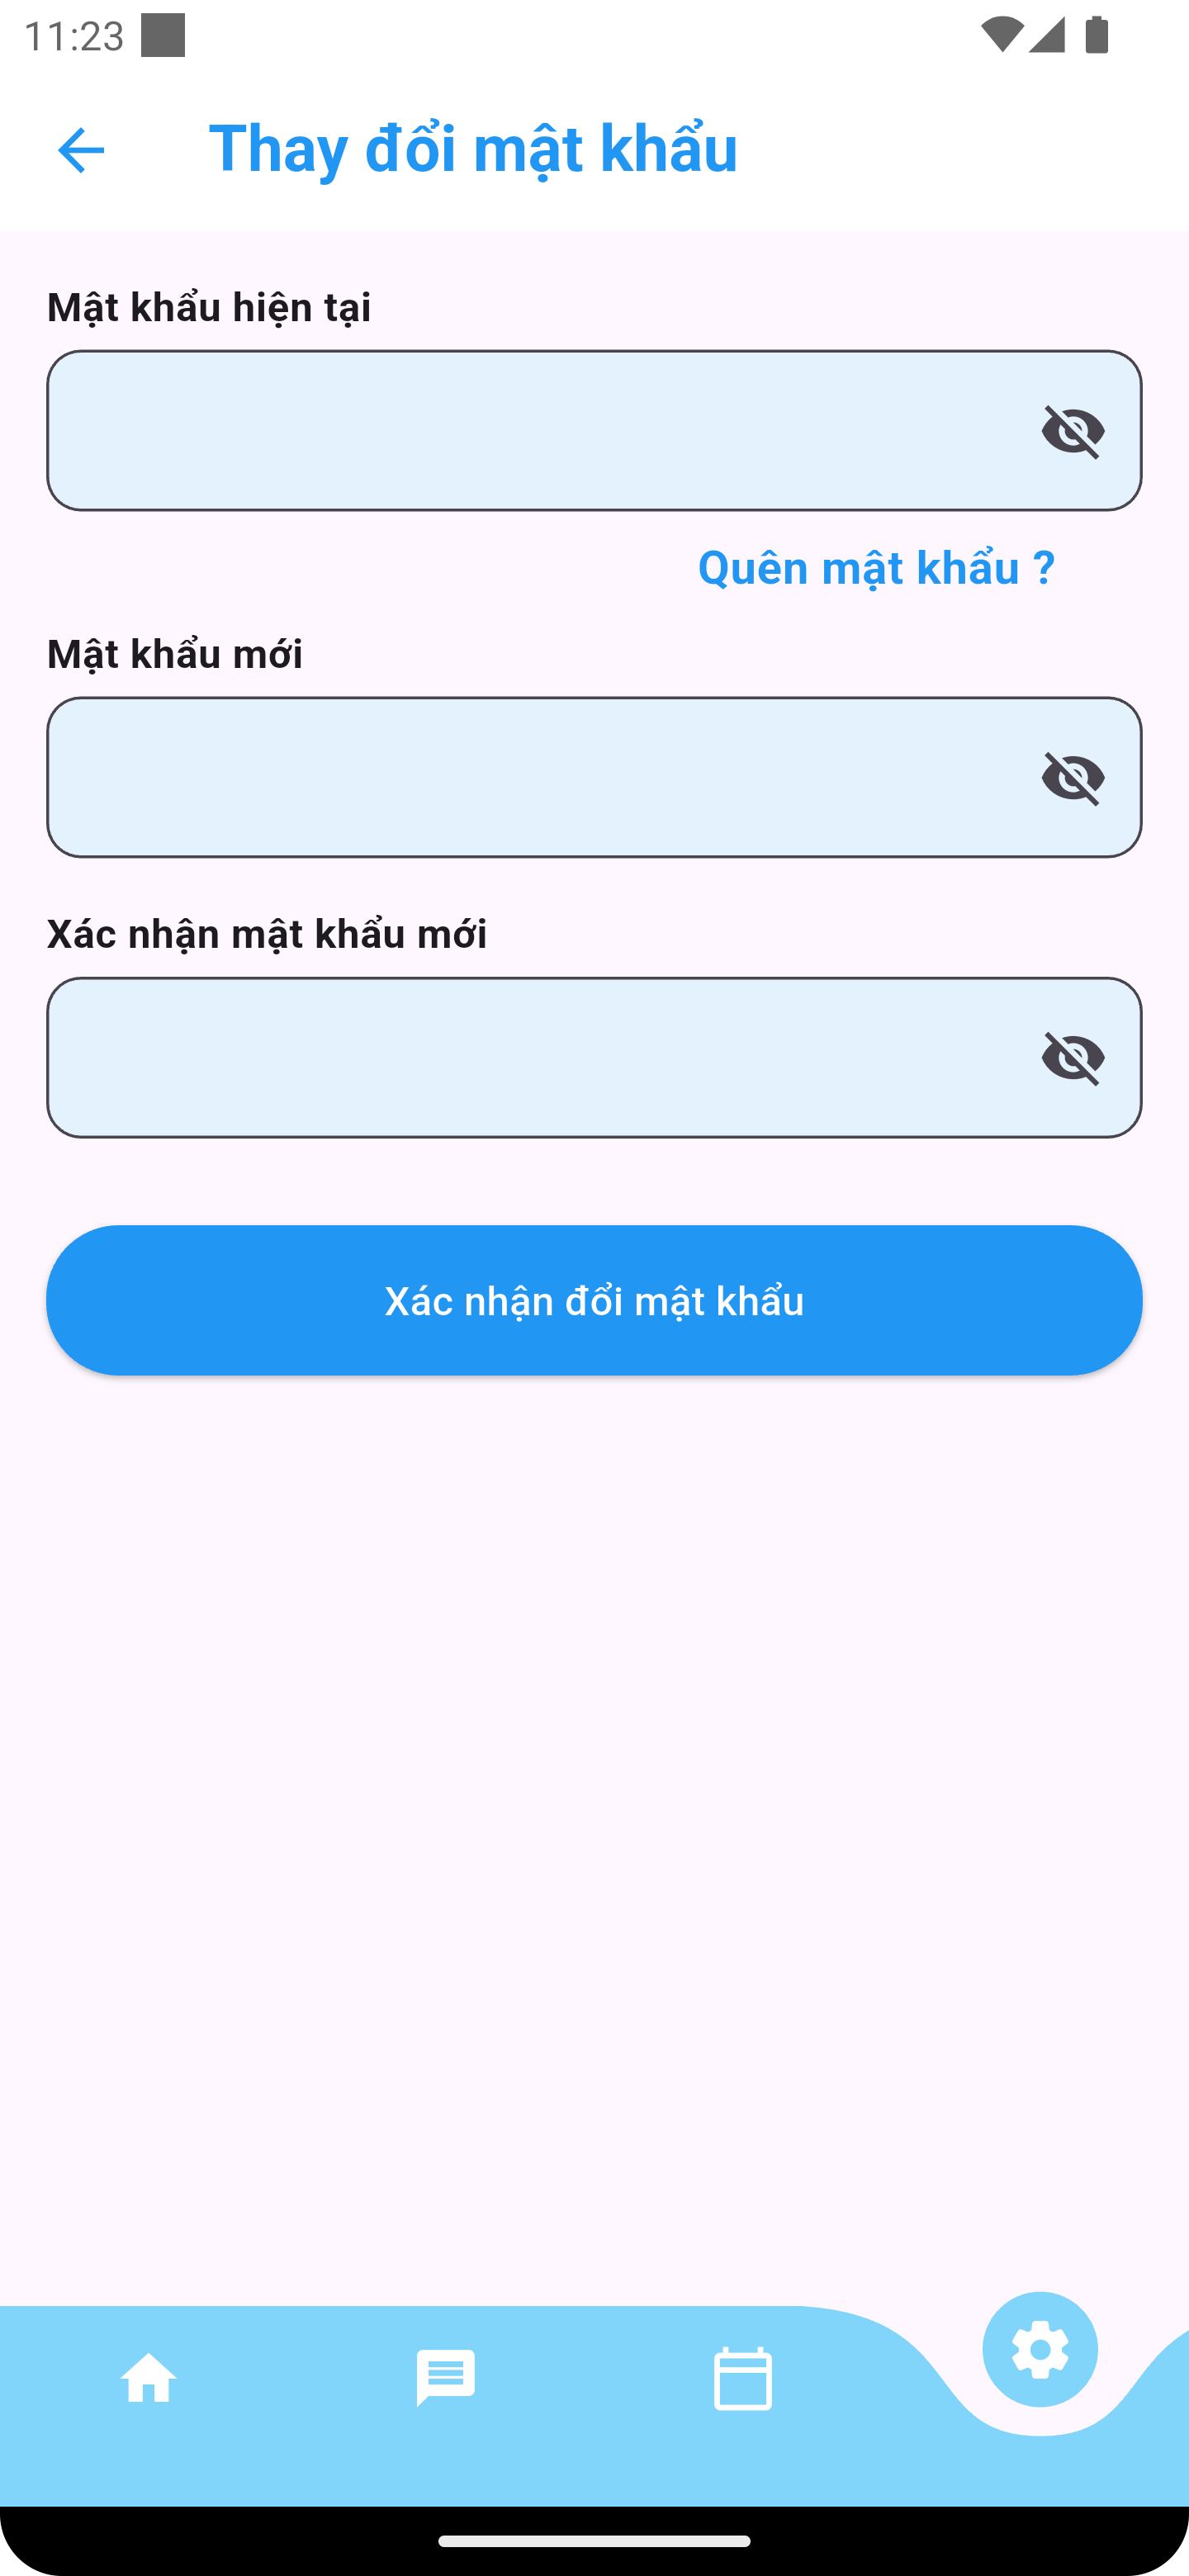 11:23
Thay đổi mật khẩu
Mật khẩu hiện tại
Quên mật khẩu ?
Mật khẩu mới
Xác nhận mật khẩu mới
Xác nhận đổi mật khẩu